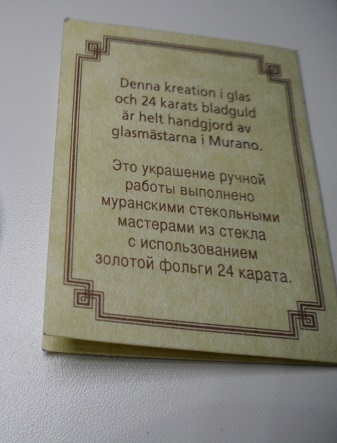 Denna kreation i glas
och 24 karats bladguld
är helt handgjord av
glasmästarna i Murano.
Это украшение ручной
работы выполнено
муранскими стекольными
мастерами из стекла
с использованием
золотой фольги 24 карата.